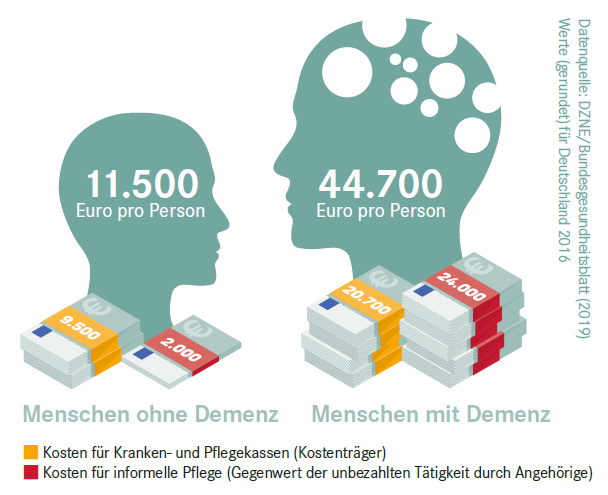 11.500
Euro pro Person
44.700
Euro pro Person
9.500
2.000
20.700
24.000
Menschen ohne Demenz
Menschen mit Demenz
Kosten für Kranken- und Pflegekassen (Kostenträger)
Kosten für informelle Pflege (Gegenwert der unbezahlten Tätigkeit durch Angehörige)
Datenquelle: DZNE/Bundesgesundheitsblatt (2019)
Werte (gerundet) für Deutschland 2016